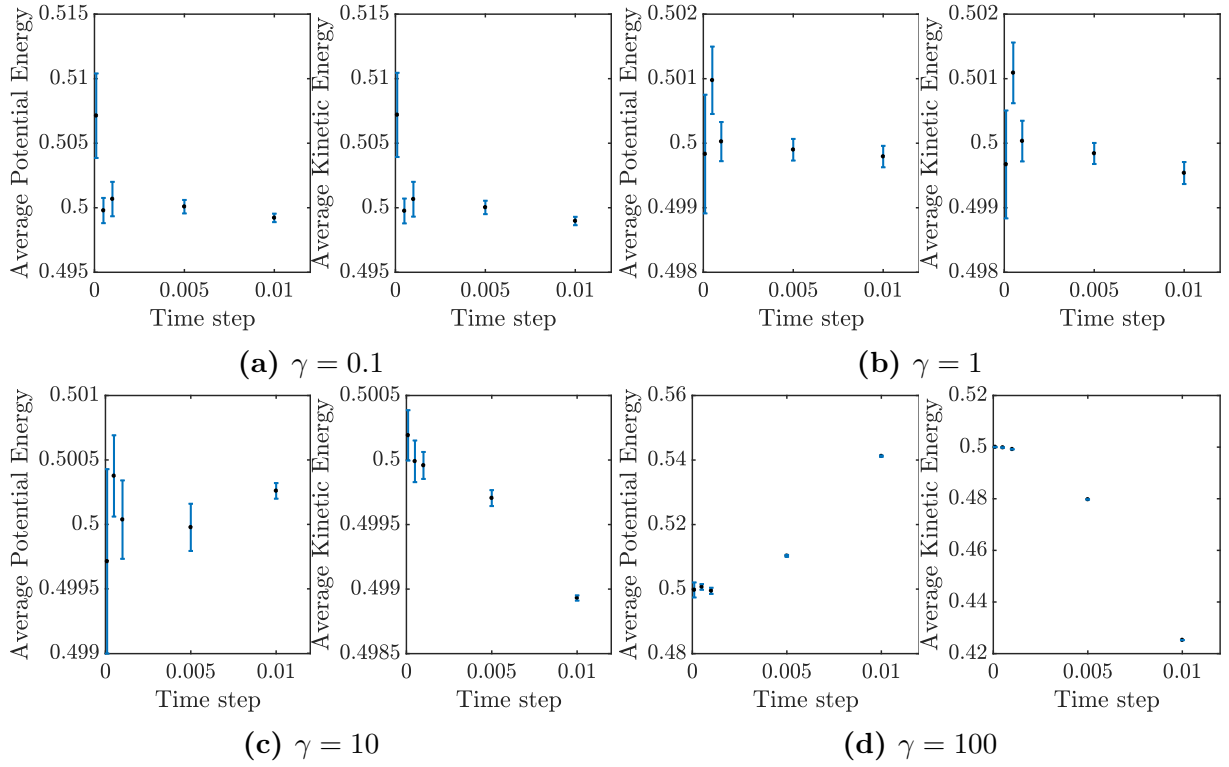 Average Potential Energy
0.515
0.51
0.505
0.5
0.495
0 0.005 0.01
Time step
Average Kinetic Energy
0.515
0.51
0.505
0.5
0.495
0 0.005 0.01
Time step
(a) γ = 0.1
Average Potential Energy
0.502
0.501
0.5
0.499
0.498
0 0.005 0.01
Time step
Average Kinetic Energy
0.502
0.501
0.5
0.499
0.498
0 0.005 0.01
Time step
(b) γ = 1
Average Potential Energy
0.501
0.5005
0.5
0.4995
0.499
0 0.005 0.01
Time step
Average Kinetic Energy
0.5005
0.5
0.4995
0.499
0.4985
0 0.005 0.01
Time step
(c) γ = 10
Average Potential Energy
0.56
0.54
0.52
0.5
0.48
0 0.005 0.01
Time step
Average Kinetic Energy
0.52
0.5
0.48
0.46
0.44
0.42
0 0.005 0.01
Time step
(d) γ = 100